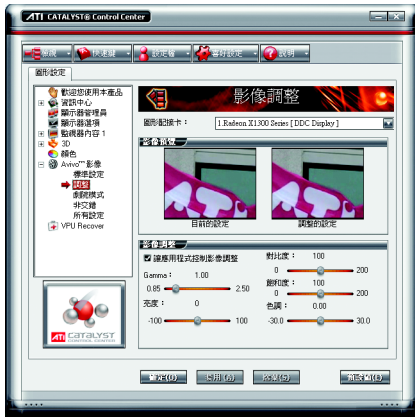 ATI CATALYST® Control Center
檢視 快速鍵 設定檔 喜好設定 說明
圖形設定
歡迎您使用本產品
資訊中心
顯示器管理員
顯示器選項
監視器內容 1
3D
顏色
Avivo™ 影像
標準設定
調整
劇院模式
非交錯
所有設定
VPU Recover
影像調整
圖形配接卡： 1.Radeon X1300 Series [ DDC Display ]
影像預覽
目前的設定 調整的設定
影像調整
讓應用程式控制影像調整
Gamma： 1.00
0.85 2.50
亮度： 0
-100 100
對比度： 100
0 200
飽和度： 100
0 200
色調： 0.00
-30.0 30.0
ATI CATALYST
CONTROL CENTER
確定(O) 套用(A) 預設值(D)